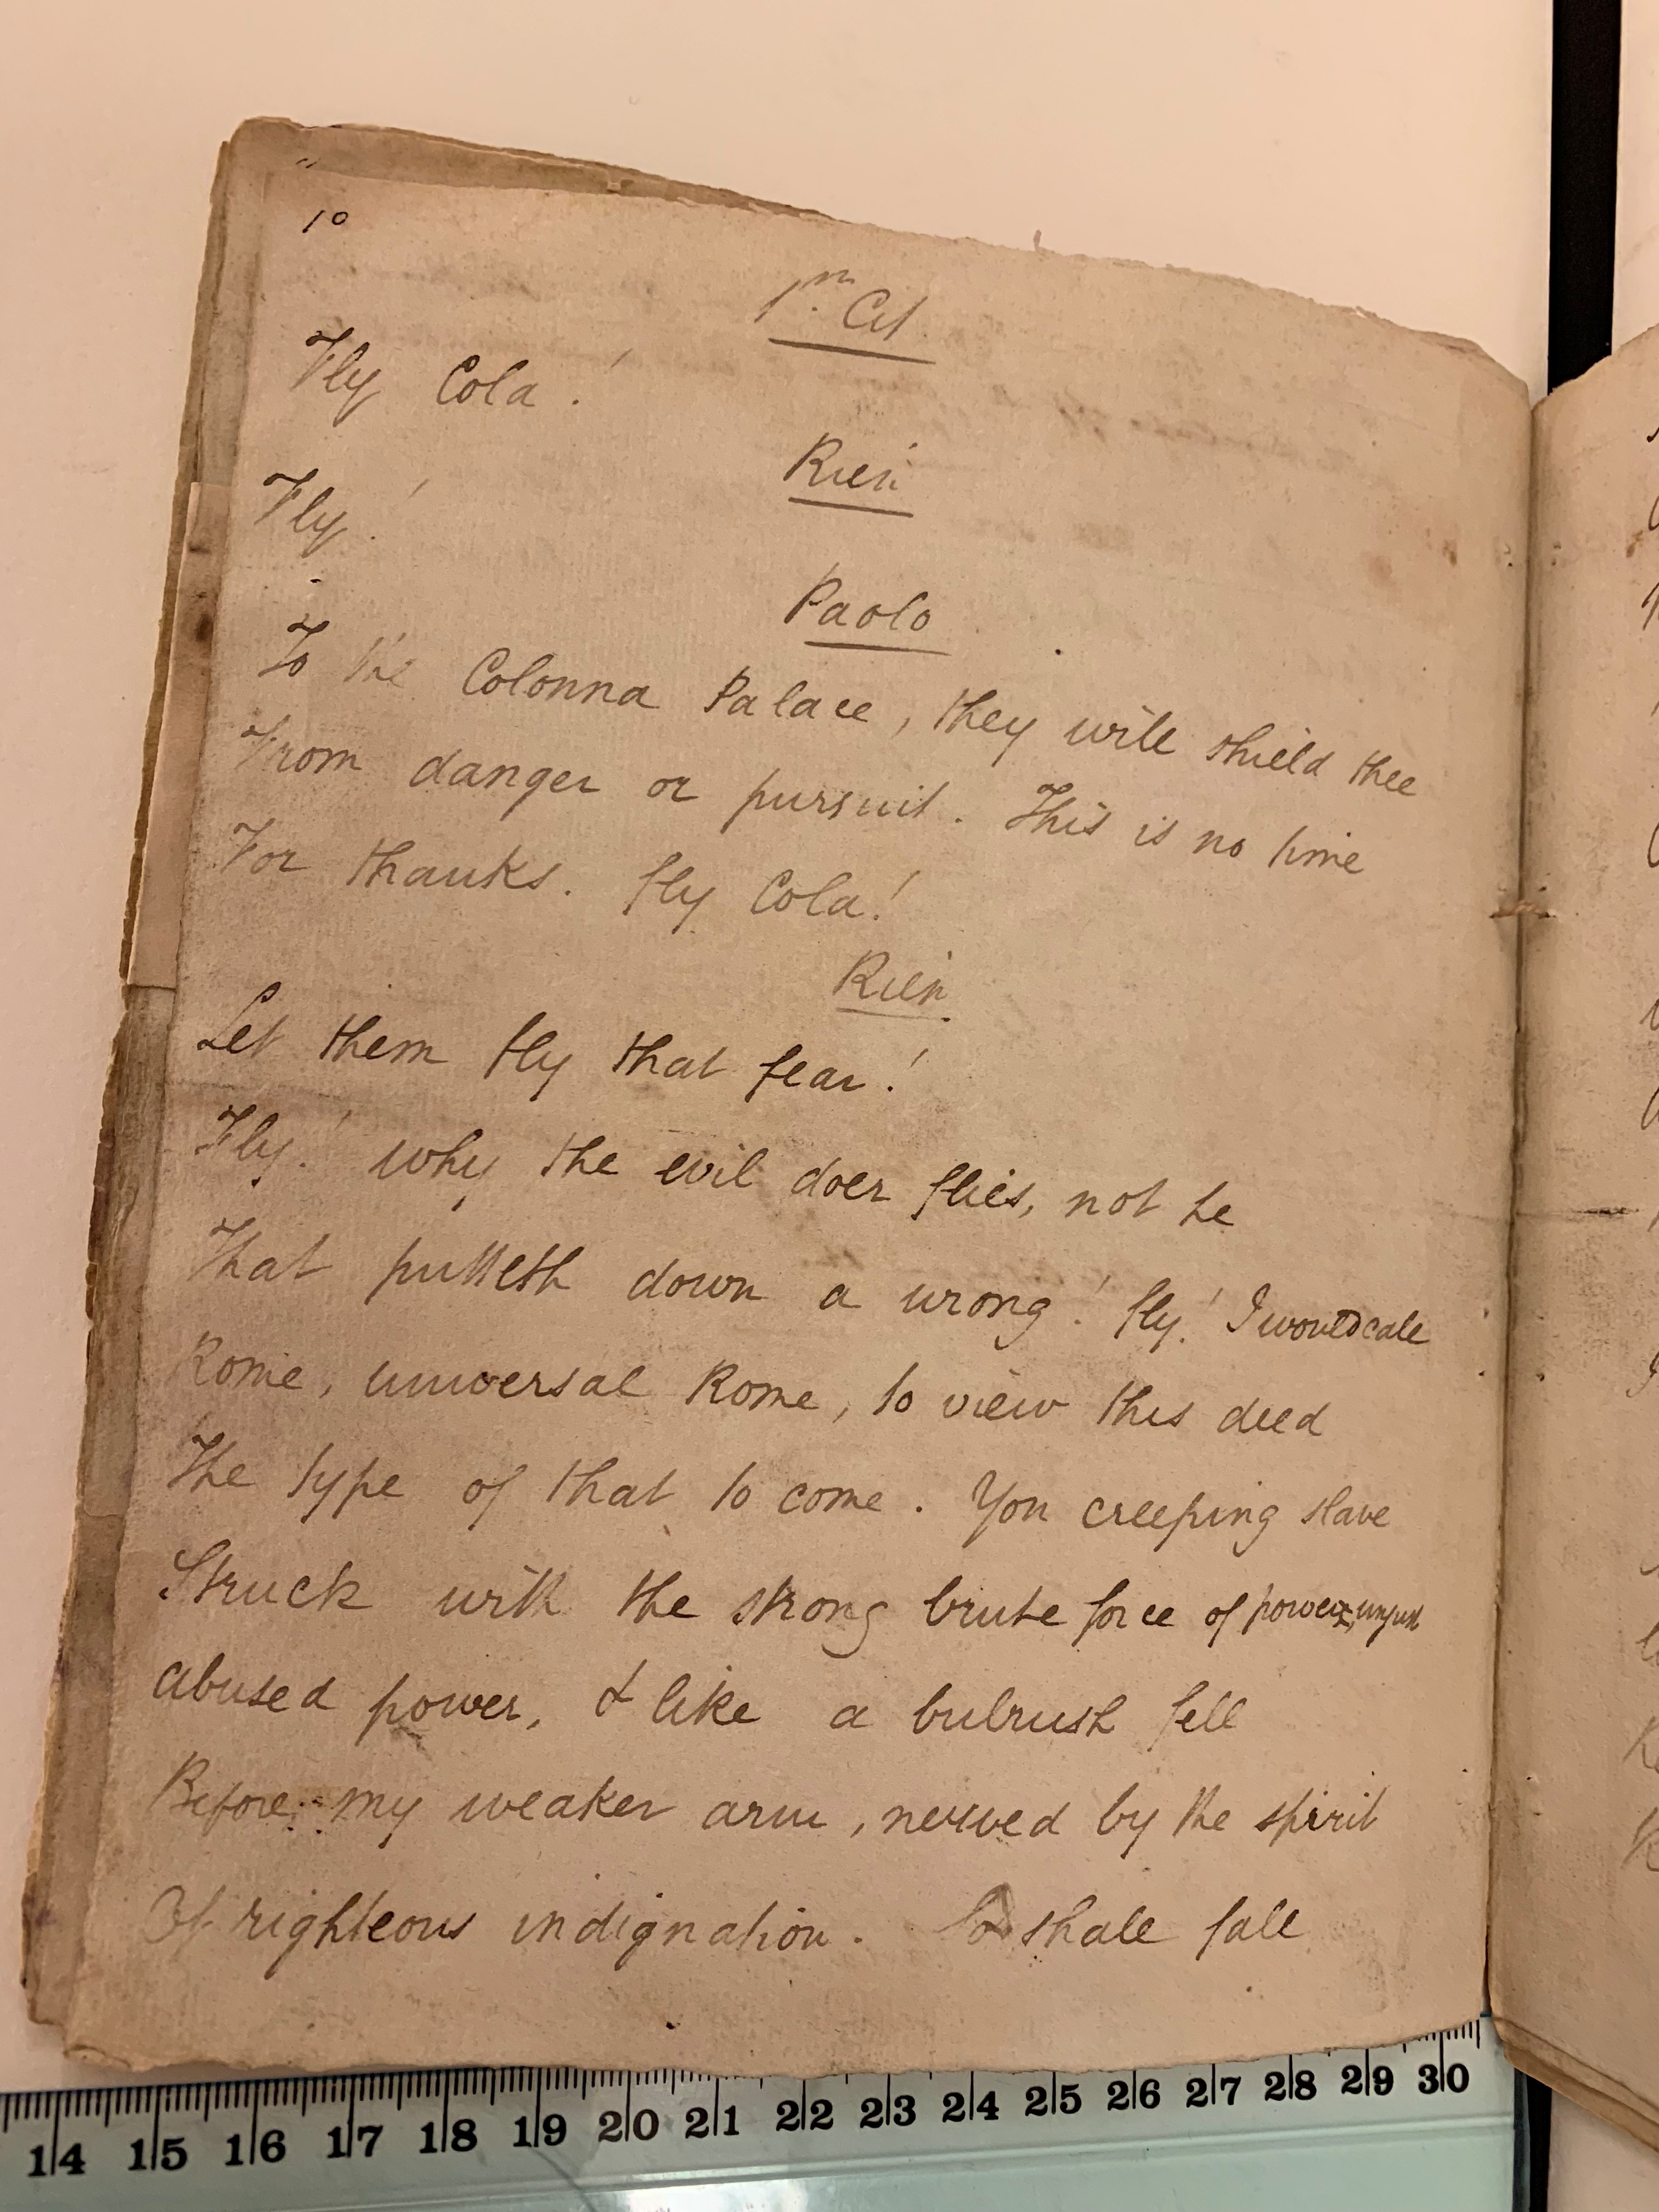 10
1m. Cit.
Fly Cola!
Rien
Fly!
Paolo
To the Colonna Palace, they will shield thee
From danger or pursuit. This is no time
For thanks. fly Cola!
Rien
Let them fly that fear!
Fly! why, the evil doer flies, not he
That putteth down a wrong! fly! I would call
Rome, universal Rome, to view this deed
The type of that to come. Yon creeping slave
Struck with the strong brute force of power, unjust
abused power, & like a bulrush fell
Before my weaker arm, nerved by the spirit
Of righteous indignation. So shall fall
14 15 16 17 18 19 20 21 22 23 24 25 26 27 28 29 30